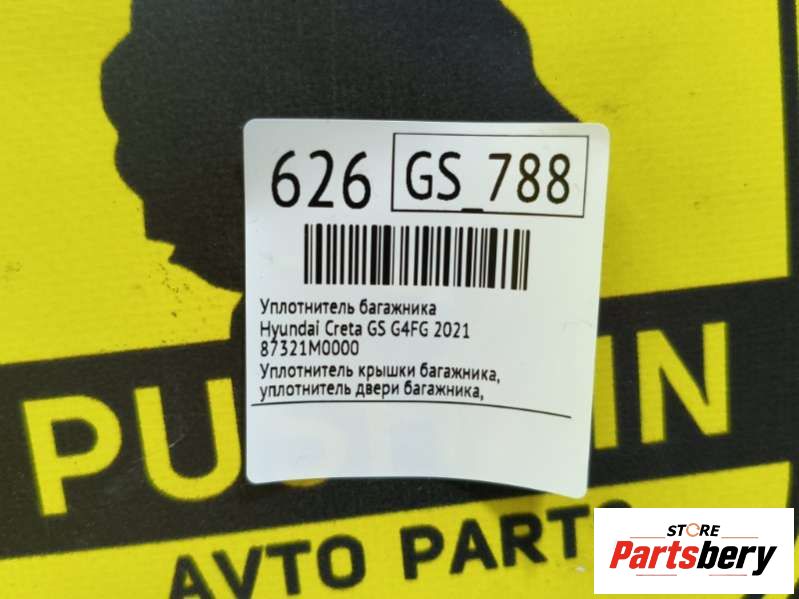 626 GS_788
Уплотнитель багажника
Hyundai Creta GS G4FG 2021
87321M0000
Уплотнитель крышки багажника,
уплотнитель двери багажника,
AVTO PARTS
STORE
Partsbery